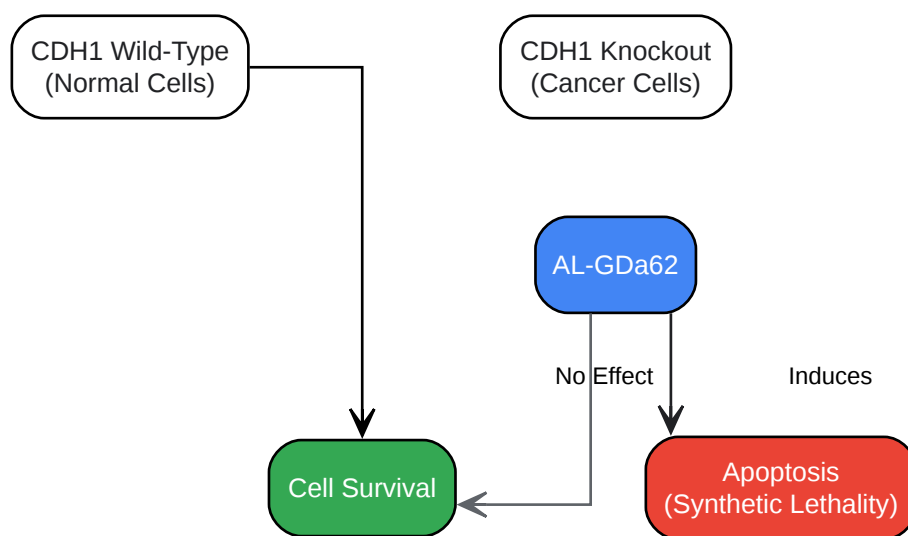 CDH1 Wild-Type
(Normal Cells)
CDH1 Knockout
(Cancer Cells)
AL-GDa62
No Effect
Induces
Cell Survival
Apoptosis
(Synthetic Lethality)